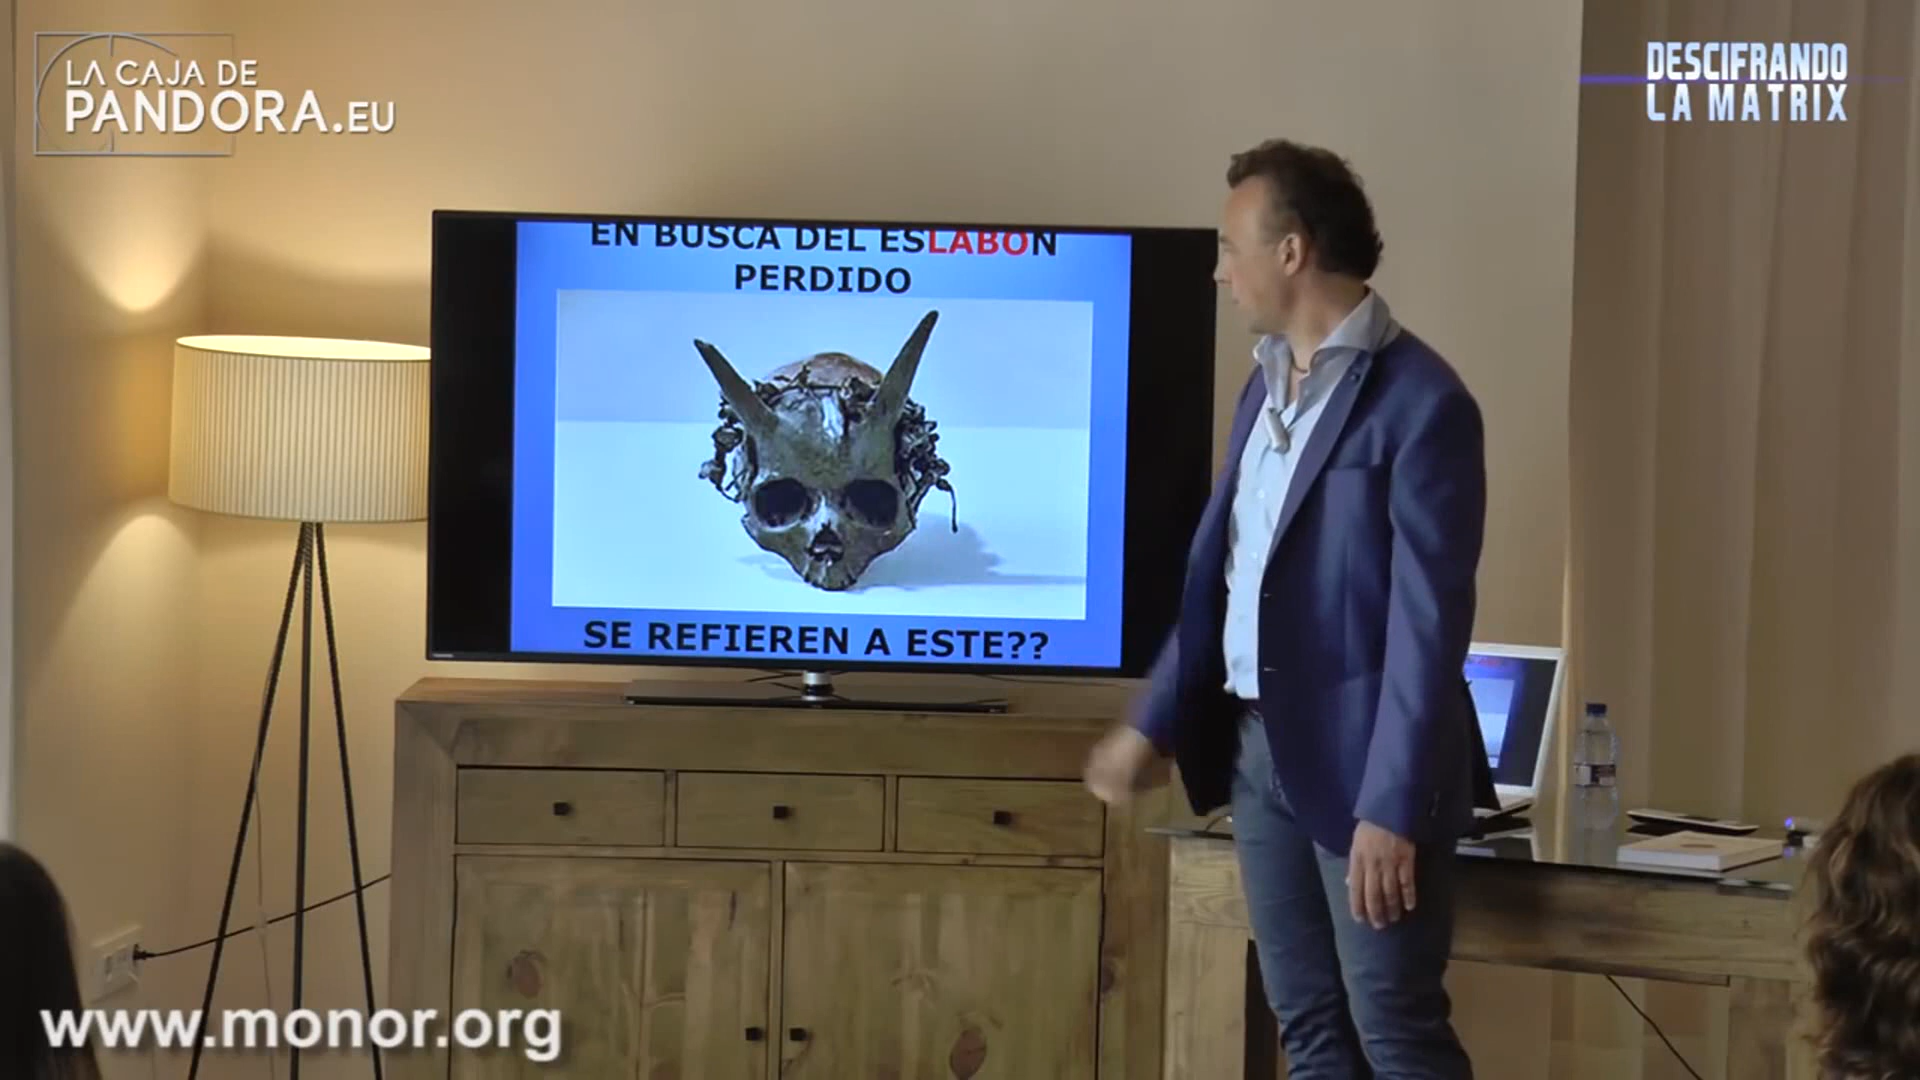 LA CAJA DE
PANDORA.EU
DESCIFRANDO
LA MATRIX
EN BUSCA DEL ESLABON
PERDIDO
SE REFIEREN A ESTE??
www.monor.org